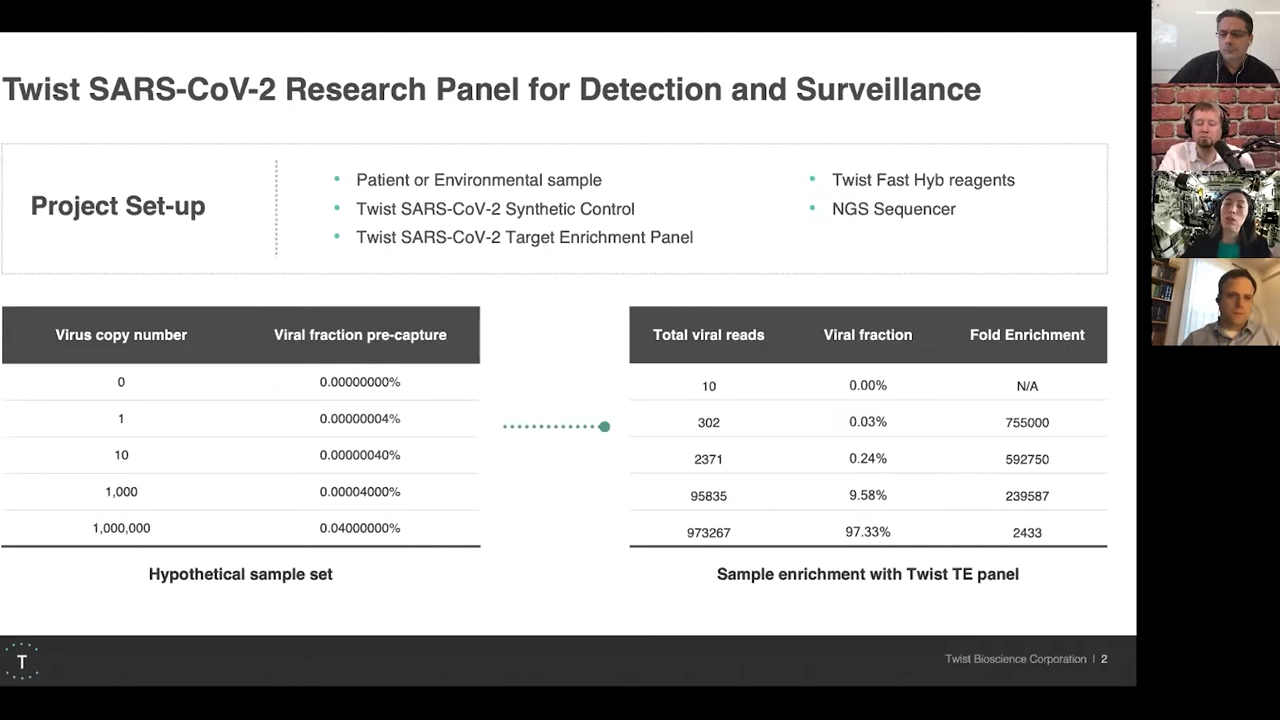 Twist SARS-CoV-2 Research Panel for Detection and Surveillance
Project Set-up
• Patient or Environmental sample
• Twist SARS-CoV-2 Synthetic Control
• Twist SARS-CoV-2 Target Enrichment Panel
• Twist Fast Hyb reagents
• NGS Sequencer
Virus copy number Viral fraction pre-capture
0 0.00000000%
1 0.00000004%
10 0.00000040%
1,000 0.00004000%
1,000,000 0.04000000%
Hypothetical sample set
Total viral reads Viral fraction Fold Enrichment
10 0.00% N/A
302 0.03% 755000
2371 0.24% 592750
95835 9.58% 239587
973267 97.33% 2433
Sample enrichment with Twist TE panel
T
Twist Bioscience Corporation | 2